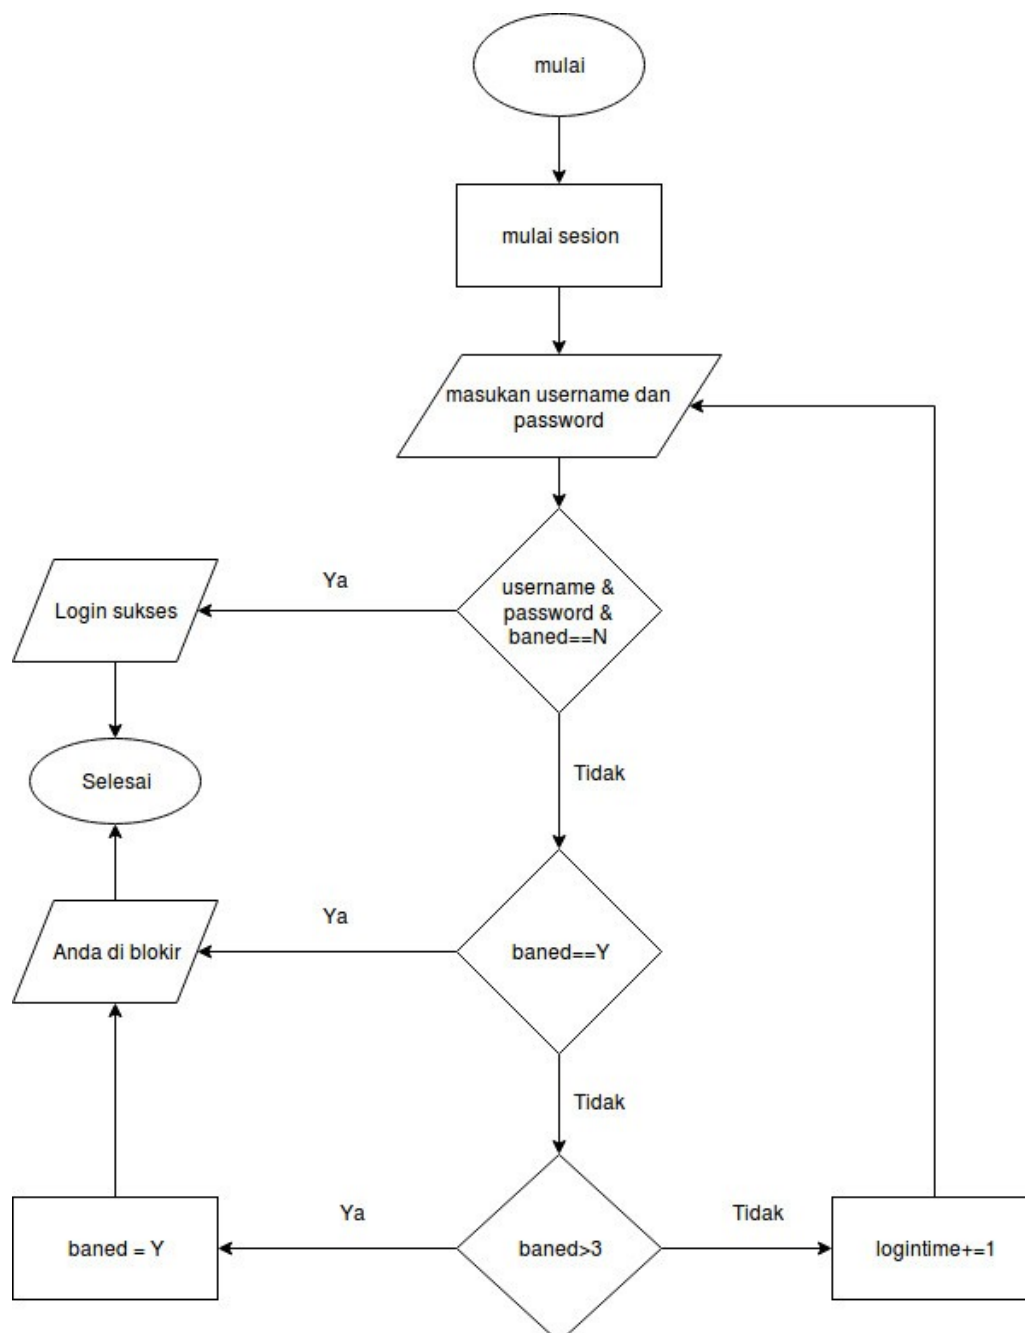 mulai
mulai sesion
masukan username dan
password
username &
password &
baned==N
Ya
Login sukses
Tidak
Selesai
baned==Y
Ya
Anda di blokir
Tidak
baned>3
Ya
baned = Y
Tidak
logintime+=1